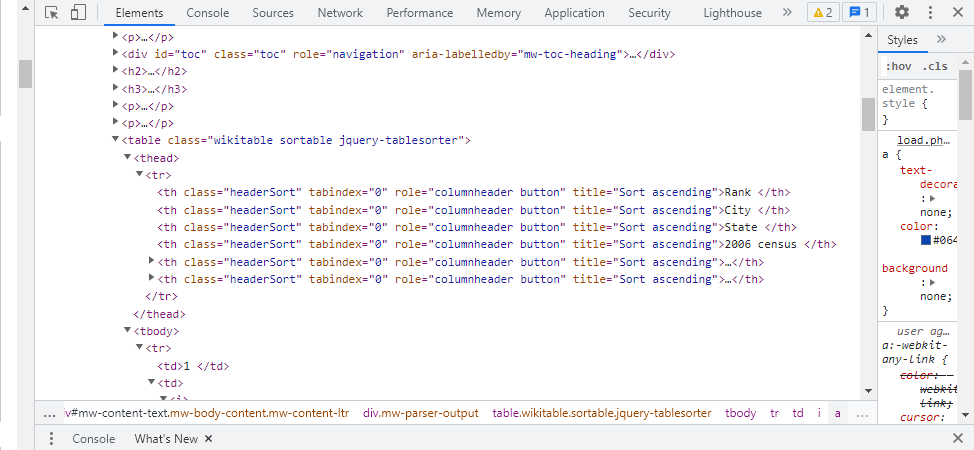 Elements Console Sources Network Performance Memory Application Security Lighthouse » 2 1
<p>…</p>
<div id="toc" class="toc" role="navigation" aria-labelledby="mw-toc-heading">…</div>
<h2>…</h2>
<h3>…</h3>
<p>…</p>
<p>…</p>
<table class="wikitable sortable jquery-tablesorter">
<thead>
<tr>
<th class="headerSort" tabindex="0" role="columnheader button" title="Sort ascending">Rank </th>
<th class="headerSort" tabindex="0" role="columnheader button" title="Sort ascending">City </th>
<th class="headerSort" tabindex="0" role="columnheader button" title="Sort ascending">State </th>
<th class="headerSort" tabindex="0" role="columnheader button" title="Sort ascending">2006 census </th>
<th class="headerSort" tabindex="0" role="columnheader button" title="Sort ascending">…</th>
<th class="headerSort" tabindex="0" role="columnheader button" title="Sort ascending">…</th>
</tr>
</thead>
<tbody>
<tr>
<td>1 </td>
<td>
… iv#mw-content-text.mw-body-content.mw-content-ltr div.mw-parser-output table.wikitable.sortable.jquery-tablesorter tbody tr td i a …
Console What's New ×
Styles »
:hov .cls
element.
style {
}
load.ph…
a {
text-
decora
:
none;
color:
#064
background
:
none;
}
user ag…
a:-webkit-
any-link {
color: -
webkit
link;
cursor: